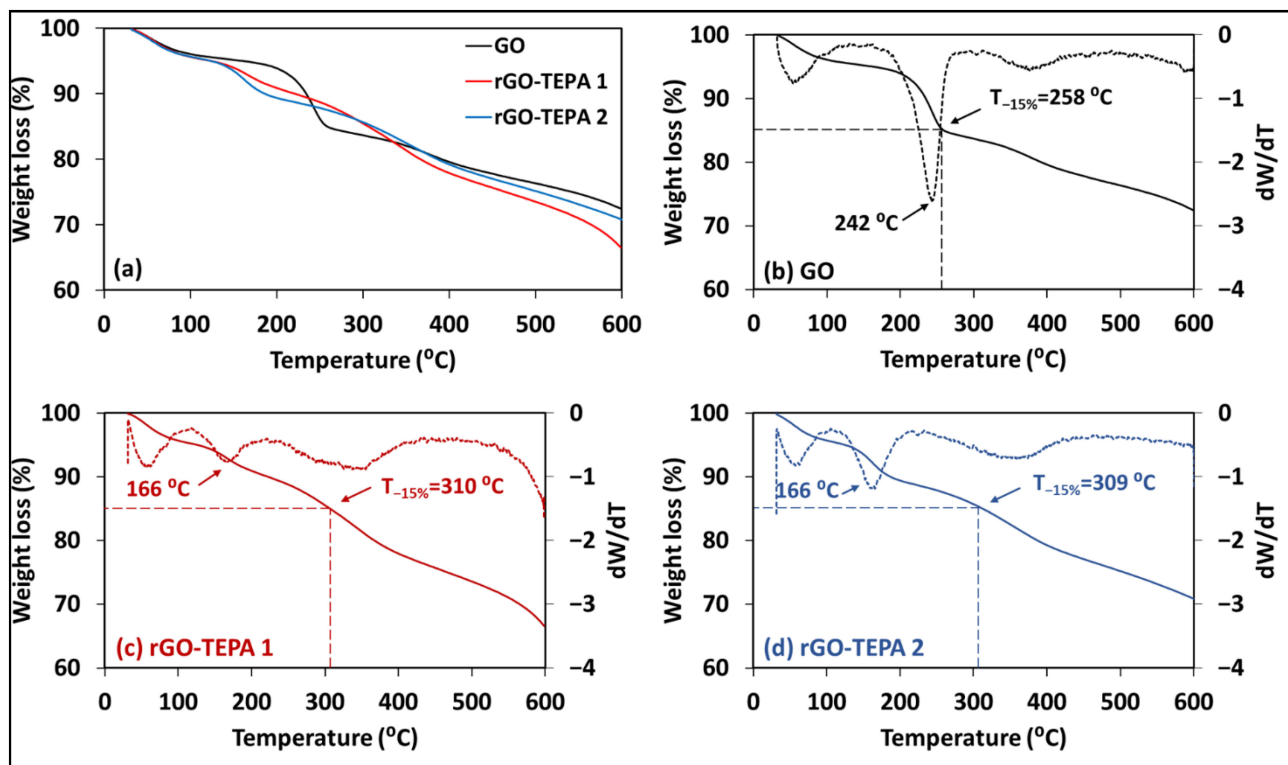 GO
rGO-TEPA 1
rGO-TEPA 2
100
90
80
70
60
Weight loss (%)
(a)
0 100 200 300 400 500 600
Temperature (⁰C)
100
90
80
70
60
Weight loss (%)
T₋₁₅%=258 ⁰C
242 ⁰C
(b) GO
0
−1
−2
−3
−4
dW/dT
0 100 200 300 400 500 600
Temperature (⁰C)
100
90
80
70
60
Weight loss (%)
166 ⁰C
T₋₁₅%=310 ⁰C
(c) rGO-TEPA 1
0
−1
−2
−3
−4
dW/dT
0 100 200 300 400 500 600
Temperature (⁰C)
100
90
80
70
60
Weight loss (%)
166 ⁰C
T₋₁₅%=309 ⁰C
(d) rGO-TEPA 2
0
−1
−2
−3
−4
dW/dT
0 100 200 300 400 500 600
Temperature (⁰C)